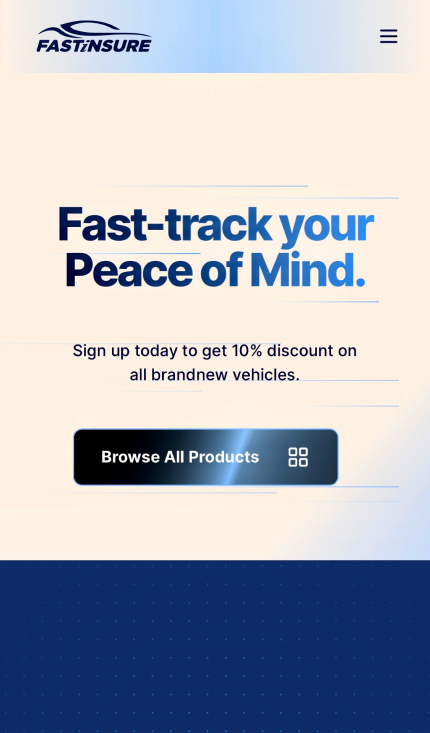 FASTiNSURE
Fast-track your
Peace of Mind.
Sign up today to get 10% discount on
all brandnew vehicles.
Browse All Products